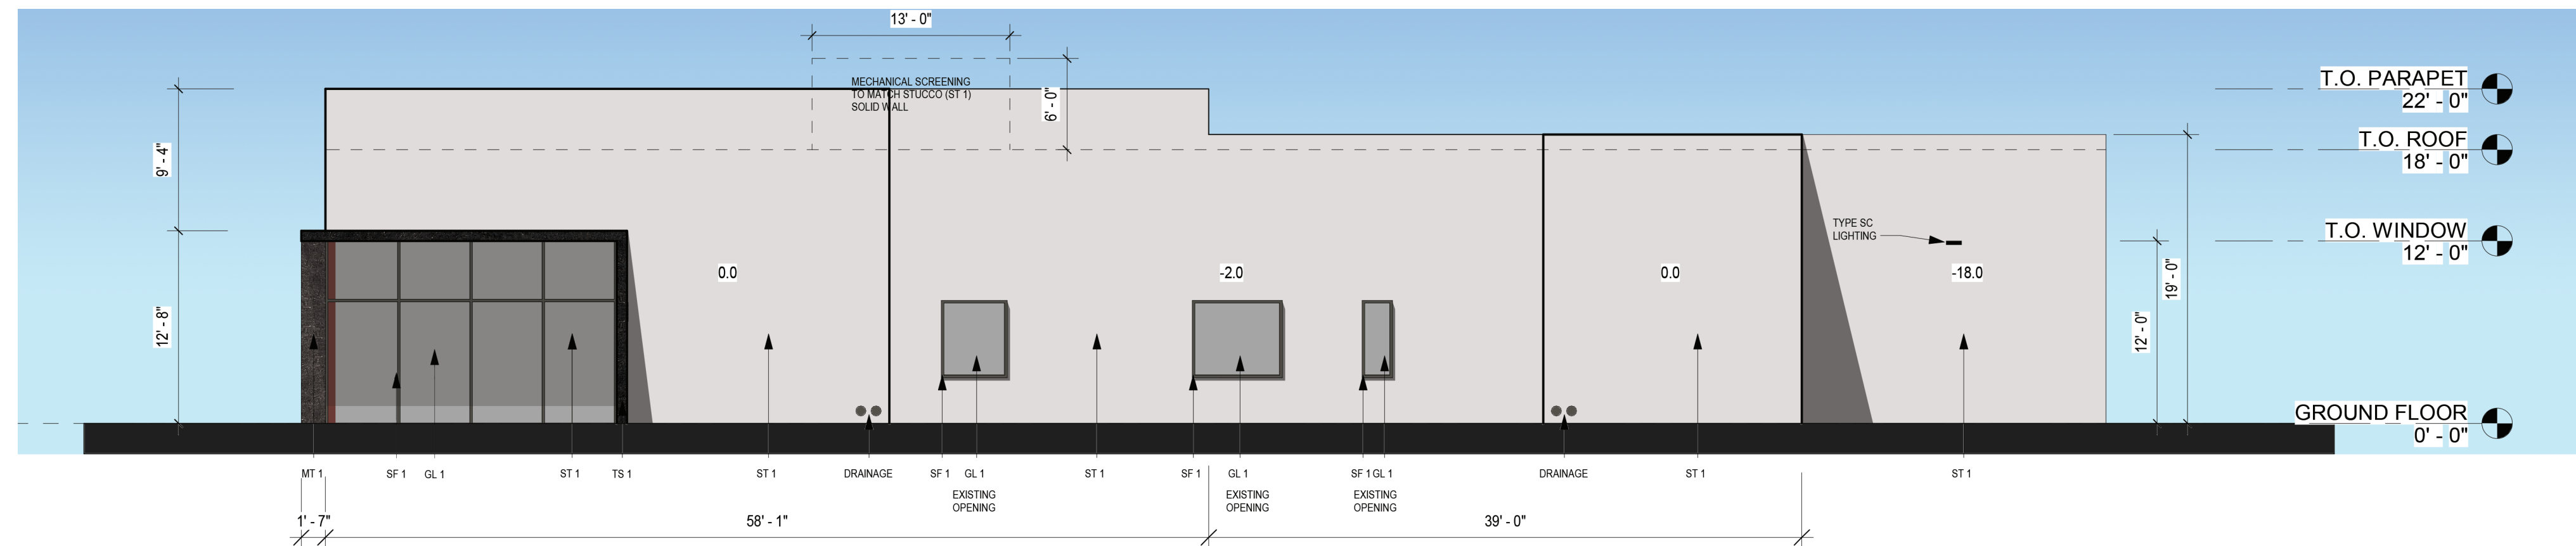 13' - 0"
MECHANICAL SCREENING
TO MATCH STUCCO (ST 1)
SOLID WALL
6' - 0"
T.O. PARAPET
22' - 0"
T.O. ROOF
18' - 0"
9' - 4"
TYPE SC
LIGHTING
T.O. WINDOW
12' - 0"
0.0
-2.0
0.0
-18.0
19' - 0"
12' - 8"
12' - 0"
GROUND FLOOR
0' - 0"
MT 1
SF 1
GL 1
ST 1
TS 1
ST 1
DRAINAGE
SF 1
GL 1
EXISTING
OPENING
ST 1
SF 1
GL 1
EXISTING
OPENING
SF 1
GL 1
EXISTING
OPENING
DRAINAGE
ST 1
ST 1
1' - 7"
58' - 1"
39' - 0"